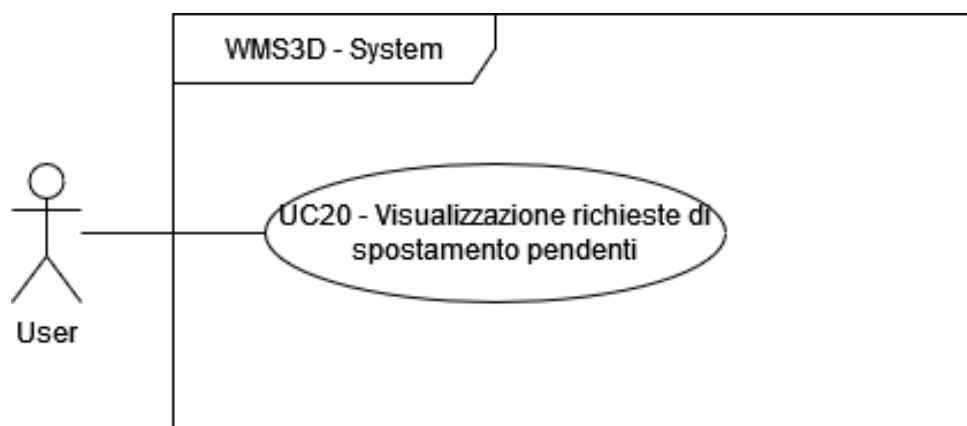 WMS3D - System
UC20 - Visualizzazione richieste di
spostamento pendenti
User